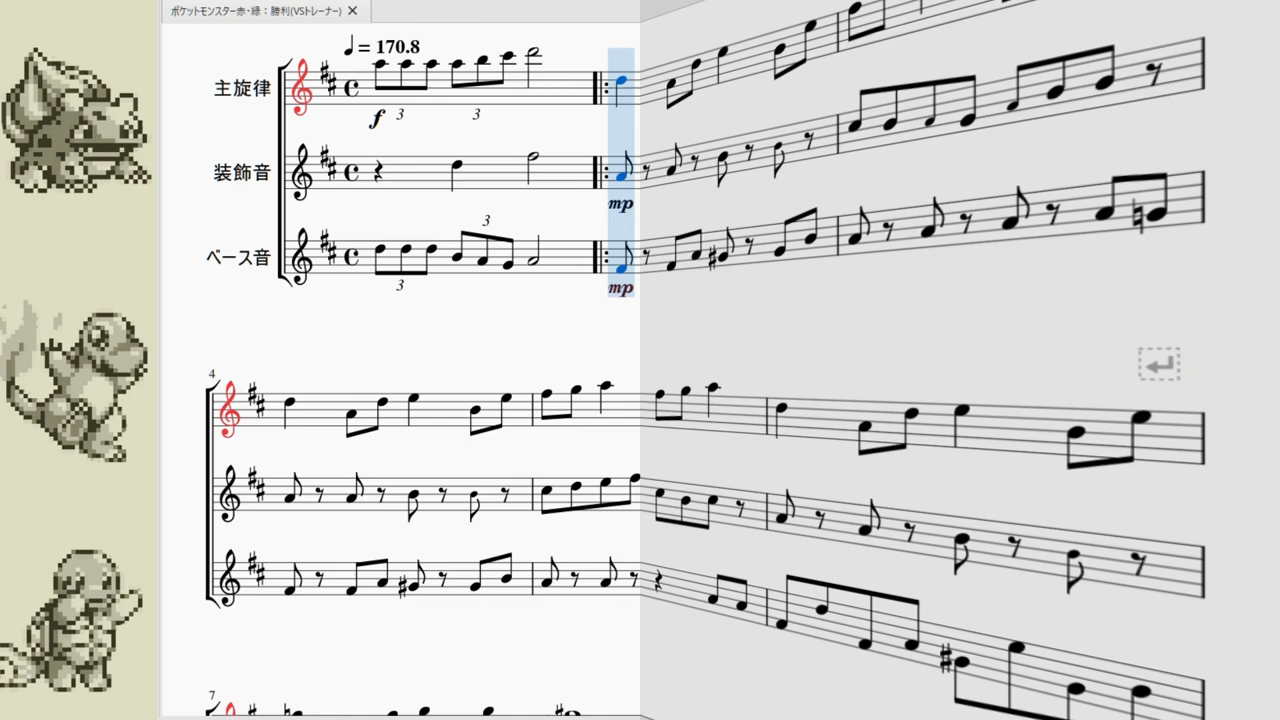 ポケットモンスター赤・緑：勝利(VSトレーナー) ✕
♩ = 170.8
主旋律
f 3 3
装飾音
mp
3
ベース音
3
mp
4
7